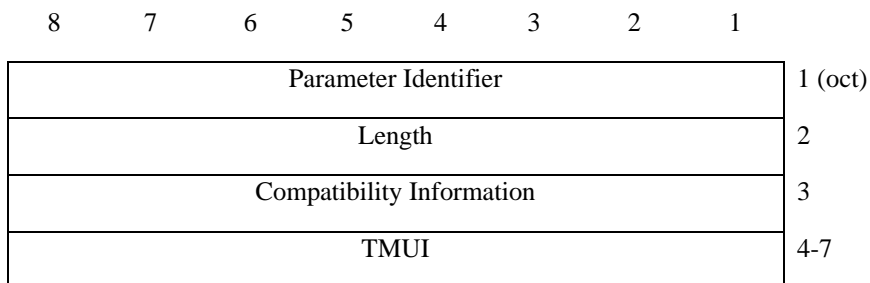 8 7 6 5 4 3 2 1
Parameter Identifier 1 (oct)
Length 2
Compatibility Information 3
TMUI 4-7